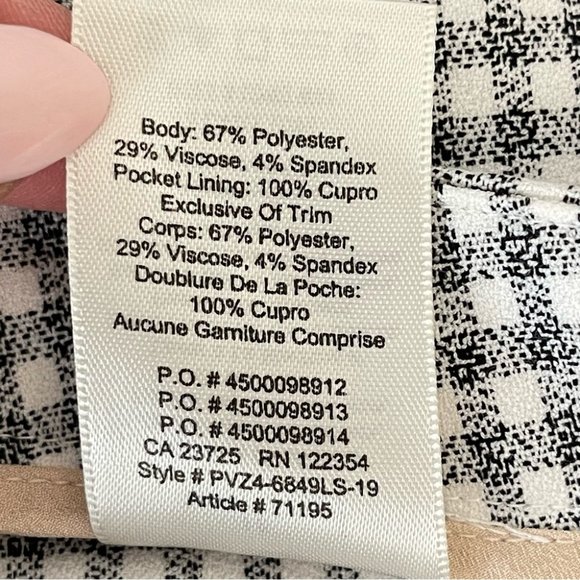 Body: 67% Polyester,
29% Viscose, 4% Spandex
Pocket Lining: 100% Cupro
Exclusive Of Trim
Corps: 67% Polyester,
29% Viscose, 4% Spandex
Doublure De La Poche:
100% Cupro
Aucune Garniture Comprise
P.O. # 4500098912
P.O. # 4500098913
P.O. # 4500098914
CA 23725 RN 122354
Style # PVZ4-6849LS-19
Article # 71195